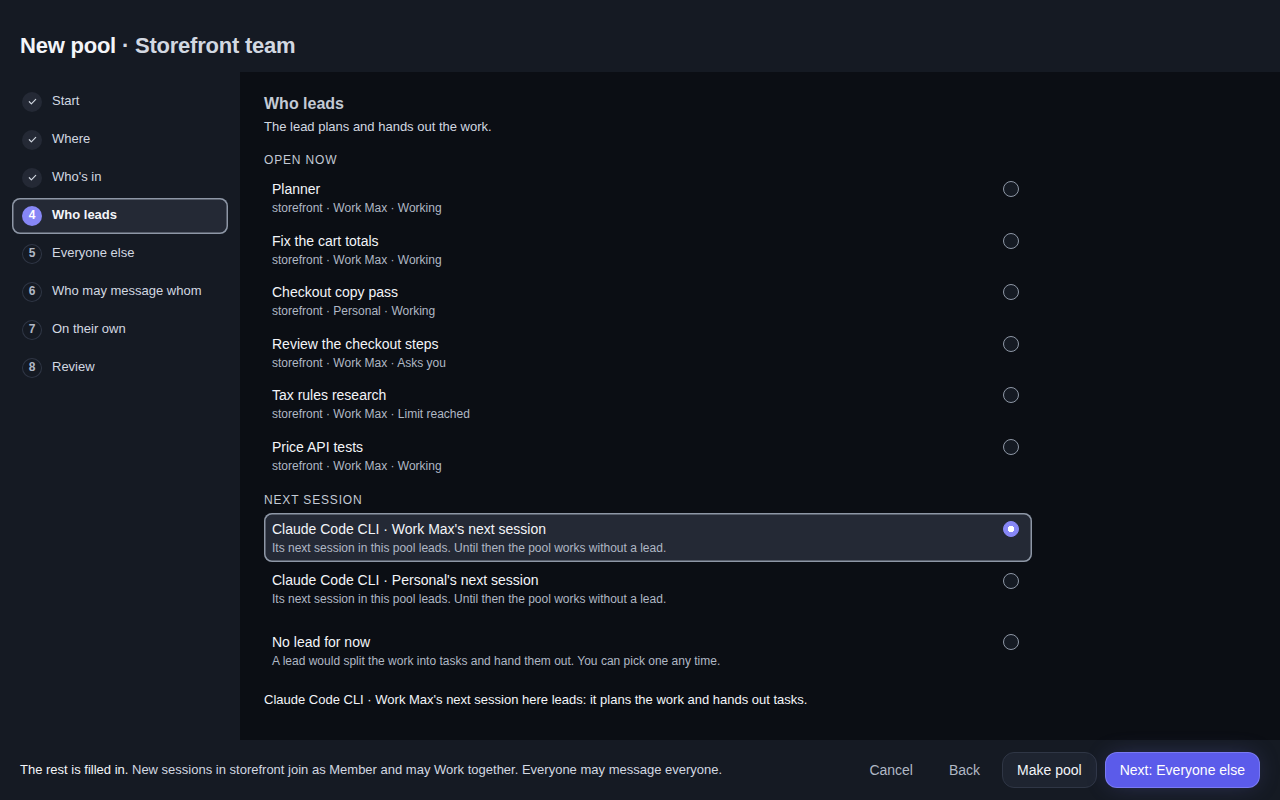 New pool · Storefront team
Start
Where
Who's in
4 Who leads
5 Everyone else
6 Who may message whom
7 On their own
8 Review
Who leads
The lead plans and hands out the work.
OPEN NOW
Planner
storefront · Work Max · Working
Fix the cart totals
storefront · Work Max · Working
Checkout copy pass
storefront · Personal · Working
Review the checkout steps
storefront · Work Max · Asks you
Tax rules research
storefront · Work Max · Limit reached
Price API tests
storefront · Work Max · Working
NEXT SESSION
Claude Code CLI · Work Max's next session
Its next session in this pool leads. Until then the pool works without a lead.
Claude Code CLI · Personal's next session
Its next session in this pool leads. Until then the pool works without a lead.
No lead for now
A lead would split the work into tasks and hand them out. You can pick one any time.
Claude Code CLI · Work Max's next session here leads: it plans the work and hands out tasks.
The rest is filled in. New sessions in storefront join as Member and may Work together. Everyone may message everyone.
Cancel
Back
Make pool
Next: Everyone else